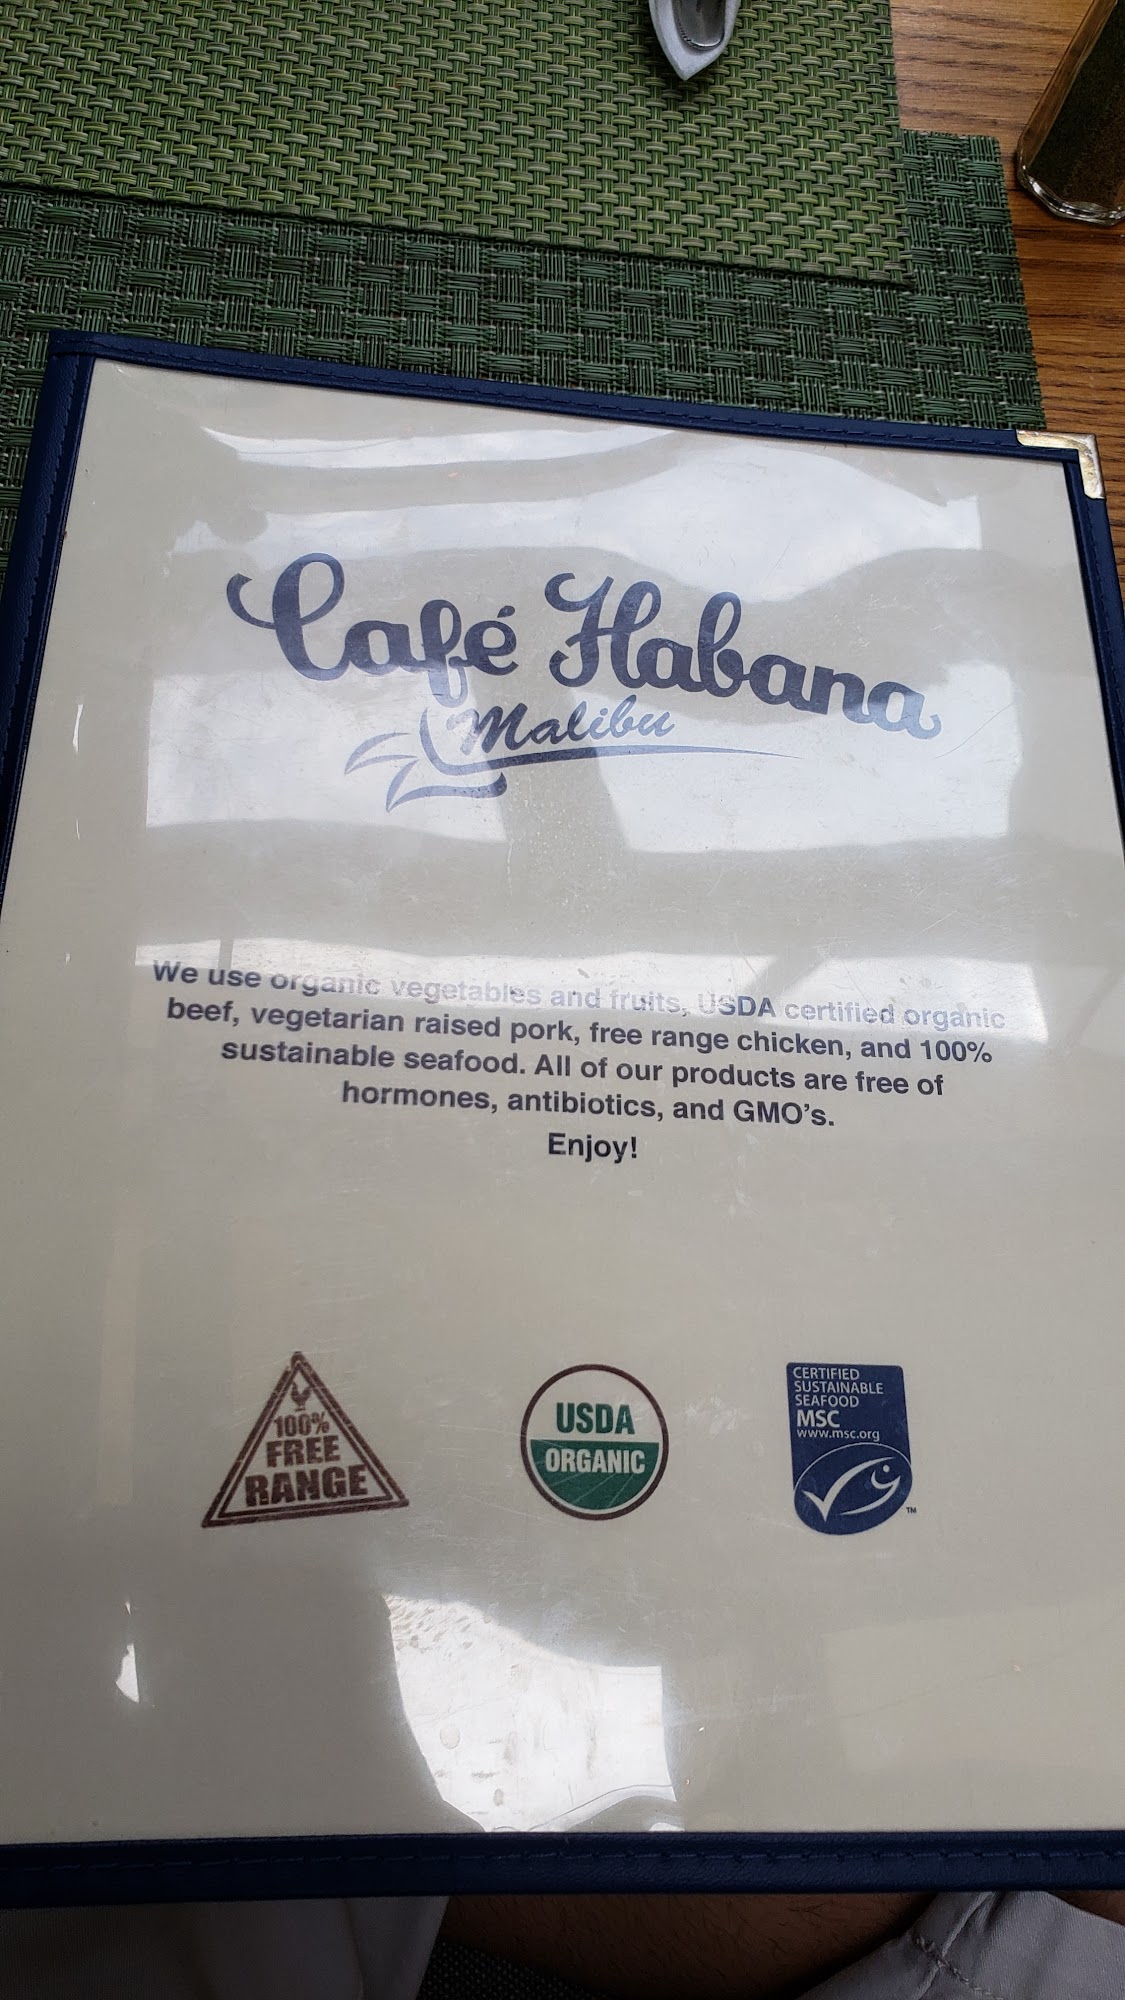 Café Habana
Malibu
We use organic vegetables and fruits, USDA certified organic
beef, vegetarian raised pork, free range chicken, and 100%
sustainable seafood. All of our products are free of
hormones, antibiotics, and GMO's.
Enjoy!
100%
FREE
RANGE
USDA
ORGANIC
CERTIFIED
SUSTAINABLE
SEAFOOD
MSC
www.msc.org
TM